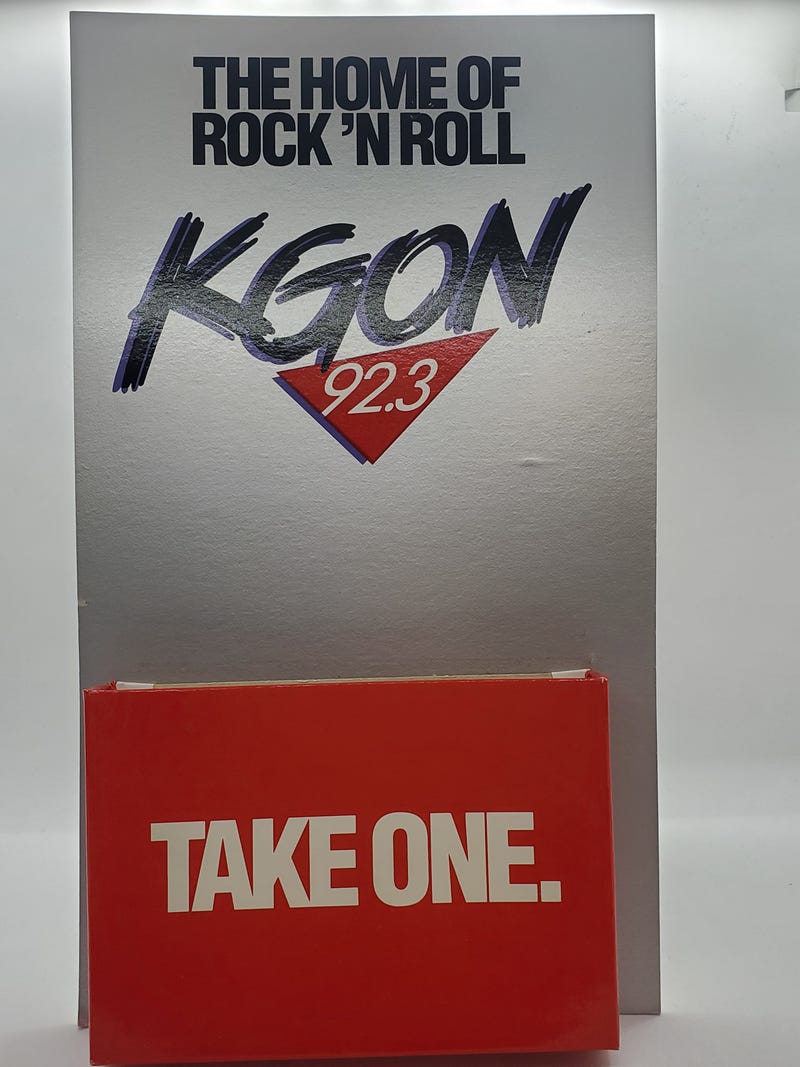 THE HOME OF
ROCK 'N ROLL
KGON
92.3
TAKE ONE.